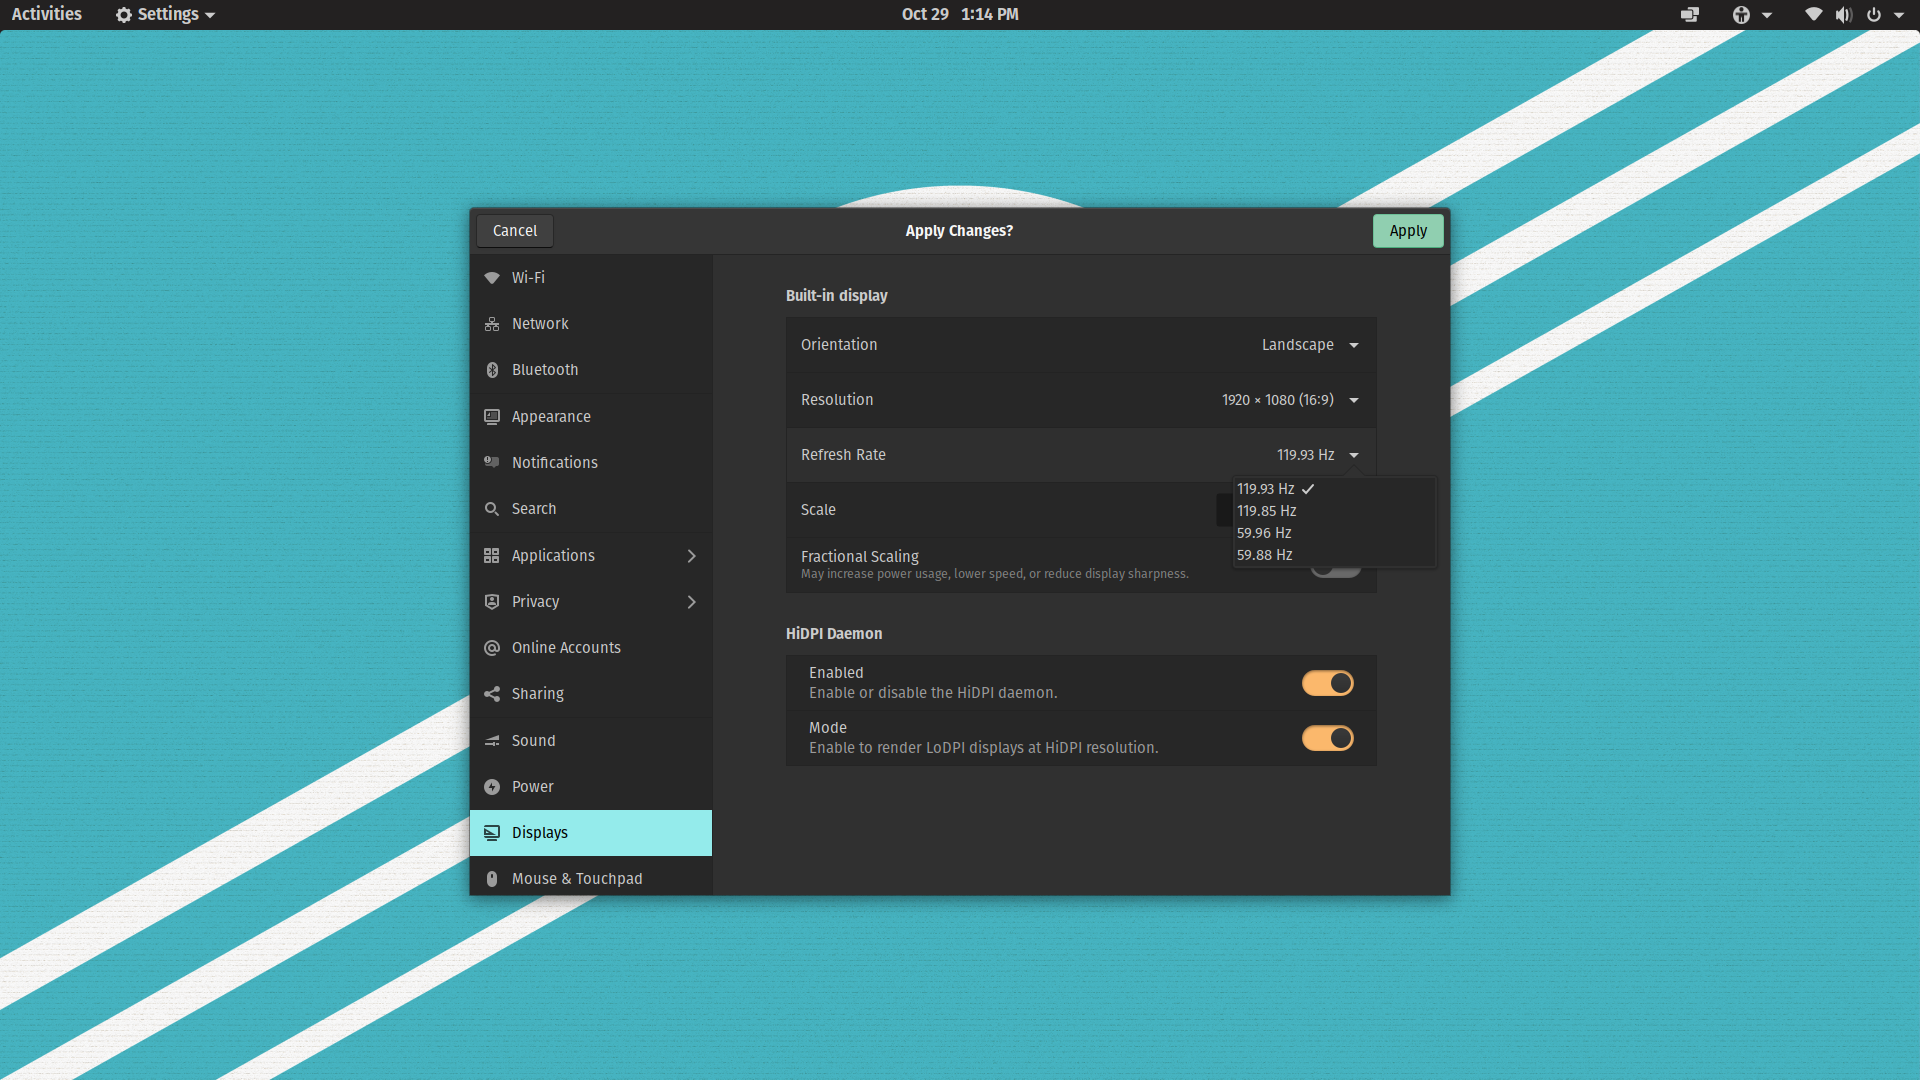 Activities
Settings
Oct 29 1:14 PM
Cancel
Apply Changes?
Apply
Wi-Fi
Network
Bluetooth
Appearance
Notifications
Search
Applications
Privacy
Online Accounts
Sharing
Sound
Power
Displays
Mouse & Touchpad
Built-in display
Orientation
Landscape
Resolution
1920 × 1080 (16:9)
Refresh Rate
119.93 Hz
119.93 Hz
119.85 Hz
59.96 Hz
59.88 Hz
Scale
Fractional Scaling
May increase power usage, lower speed, or reduce display sharpness.
HiDPI Daemon
Enabled
Enable or disable the HiDPI daemon.
Mode
Enable to render LoDPI displays at HiDPI resolution.